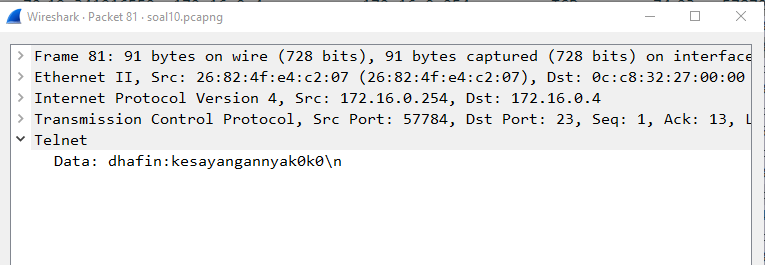 Wireshark · Packet 81 · soal10.pcapng
Frame 81: 91 bytes on wire (728 bits), 91 bytes captured (728 bits) on interface
Ethernet II, Src: 26:82:4f:e4:c2:07 (26:82:4f:e4:c2:07), Dst: 0c:c8:32:27:00:00
Internet Protocol Version 4, Src: 172.16.0.254, Dst: 172.16.0.4
Transmission Control Protocol, Src Port: 57784, Dst Port: 23, Seq: 1, Ack: 13, L
Telnet
Data: dhafin:kesayangannyak0k0\n